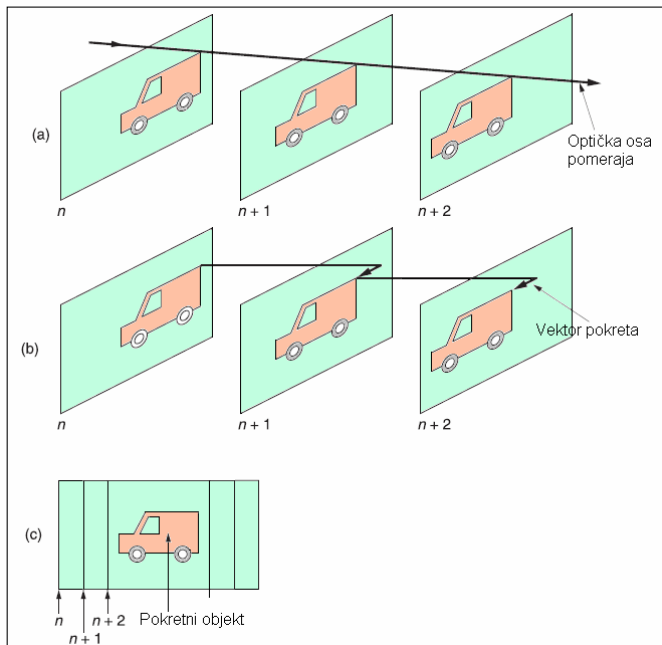 (a)
Optička osa
pomeraja
n
n + 1
n + 2
(b)
Vektor pokreta
n
n + 1
n + 2
(c)
n
n + 1
n + 2
Pokretni objekt